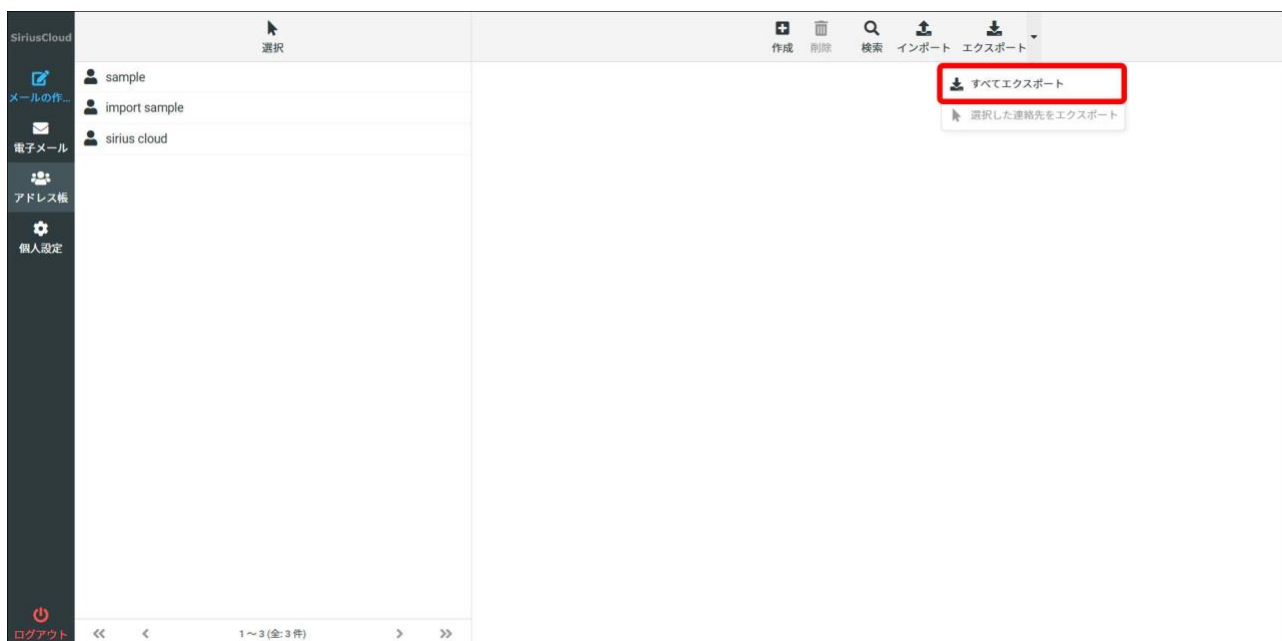 SiriusCloud
メールの作...
電子メール
アドレス帳
個人設定
ログアウト
選択
sample
import sample
sirius cloud
1～3 (全: 3 件)
作成
削除
検索
インポート
エクスポート
すべてエクスポート
選択した連絡先をエクスポート